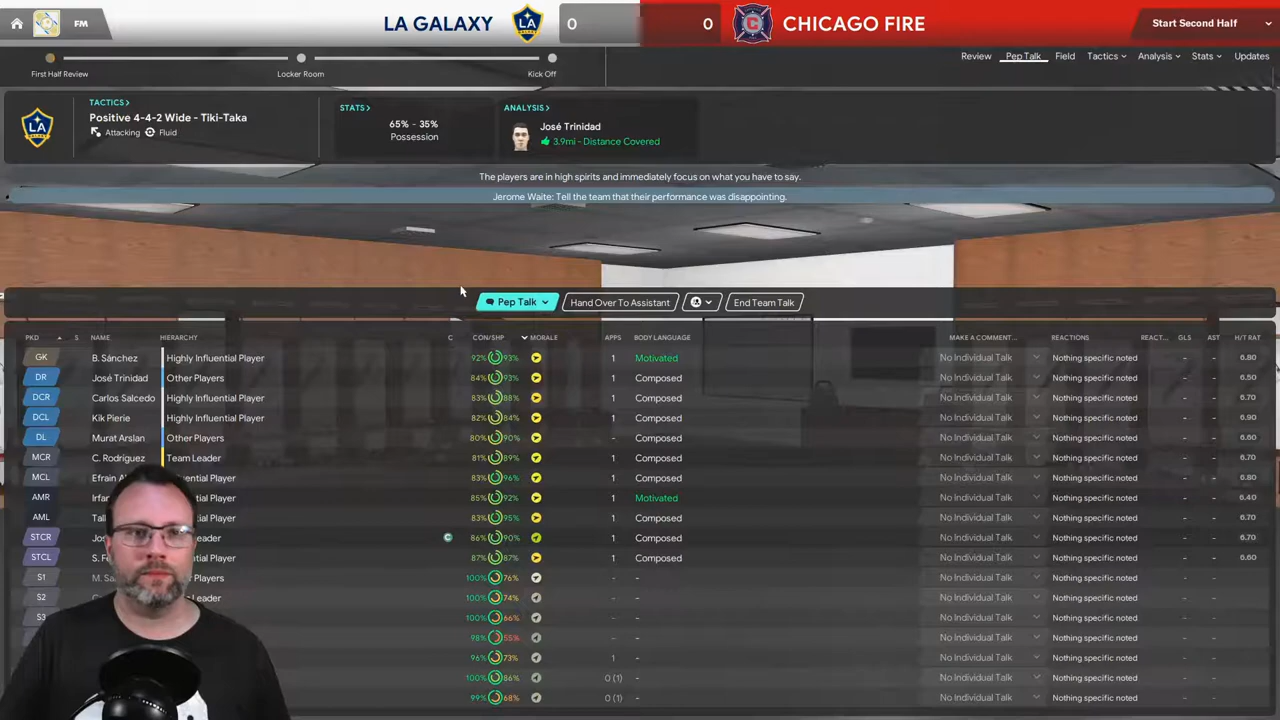 FM
LA GALAXY
0
0
CHICAGO FIRE
Start Second Half
First Half Review
Locker Room
Kick Off
Review
Pep Talk
Field
Tactics
Analysis
Stats
Updates
TACTICS>
Positive 4-4-2 Wide - Tiki-Taka
Attacking
Fluid
STATS>
65% - 35%
Possession
ANALYSIS>
José Trinidad
3.9mi - Distance Covered
The players are in high spirits and immediately focus on what you have to say.
Jerome Waite: Tell the team that their performance was disappointing.
Pep Talk
Hand Over To Assistant
End Team Talk
PKD S NAME HIERARCHY C CON/SHP MORALE APPS BODY LANGUAGE MAKE A COMMENT... REACTIONS REACT... GLS AST H/T RAT
GK B. Sánchez Highly Influential Player 92% 93% 1 Motivated No Individual Talk Nothing specific noted - - 6.80
DR José Trinidad Other Players 84% 93% 1 Composed No Individual Talk Nothing specific noted - - 6.50
DCR Carlos Salcedo Highly Influential Player 83% 88% 1 Composed No Individual Talk Nothing specific noted - - 6.70
DCL Kik Pierie Highly Influential Player 82% 84% 1 Composed No Individual Talk Nothing specific noted - - 6.90
DL Murat Arslan Other Players 80% 90% - Composed No Individual Talk Nothing specific noted - - 6.60
MCR C. Rodríguez Team Leader 81% 89% 1 Composed No Individual Talk Nothing specific noted - - 6.70
MCL Efraín 83% 96% 1 Composed No Individual Talk Nothing specific noted - - 6.80
AMR 85% 92% 1 Motivated No Individual Talk Nothing specific noted - - 6.40
AML 83% 95% 1 Composed No Individual Talk Nothing specific noted - - 6.70
STCR 86% 90% 1 Composed No Individual Talk Nothing specific noted - - 6.70
STCL 87% 87% 1 Composed No Individual Talk Nothing specific noted - - 6.60
S1 Players 100% 76% - - No Individual Talk Nothing specific noted - -
S2 100% 74% - - No Individual Talk Nothing specific noted - -
S3 100% 66% - - No Individual Talk Nothing specific noted - -
98% 55% - - No Individual Talk Nothing specific noted - -
96% 73% 1 - No Individual Talk Nothing specific noted - -
100% 86% 0 (1) - No Individual Talk Nothing specific noted - -
99% 68% 0 (1) - No Individual Talk Nothing specific noted - -